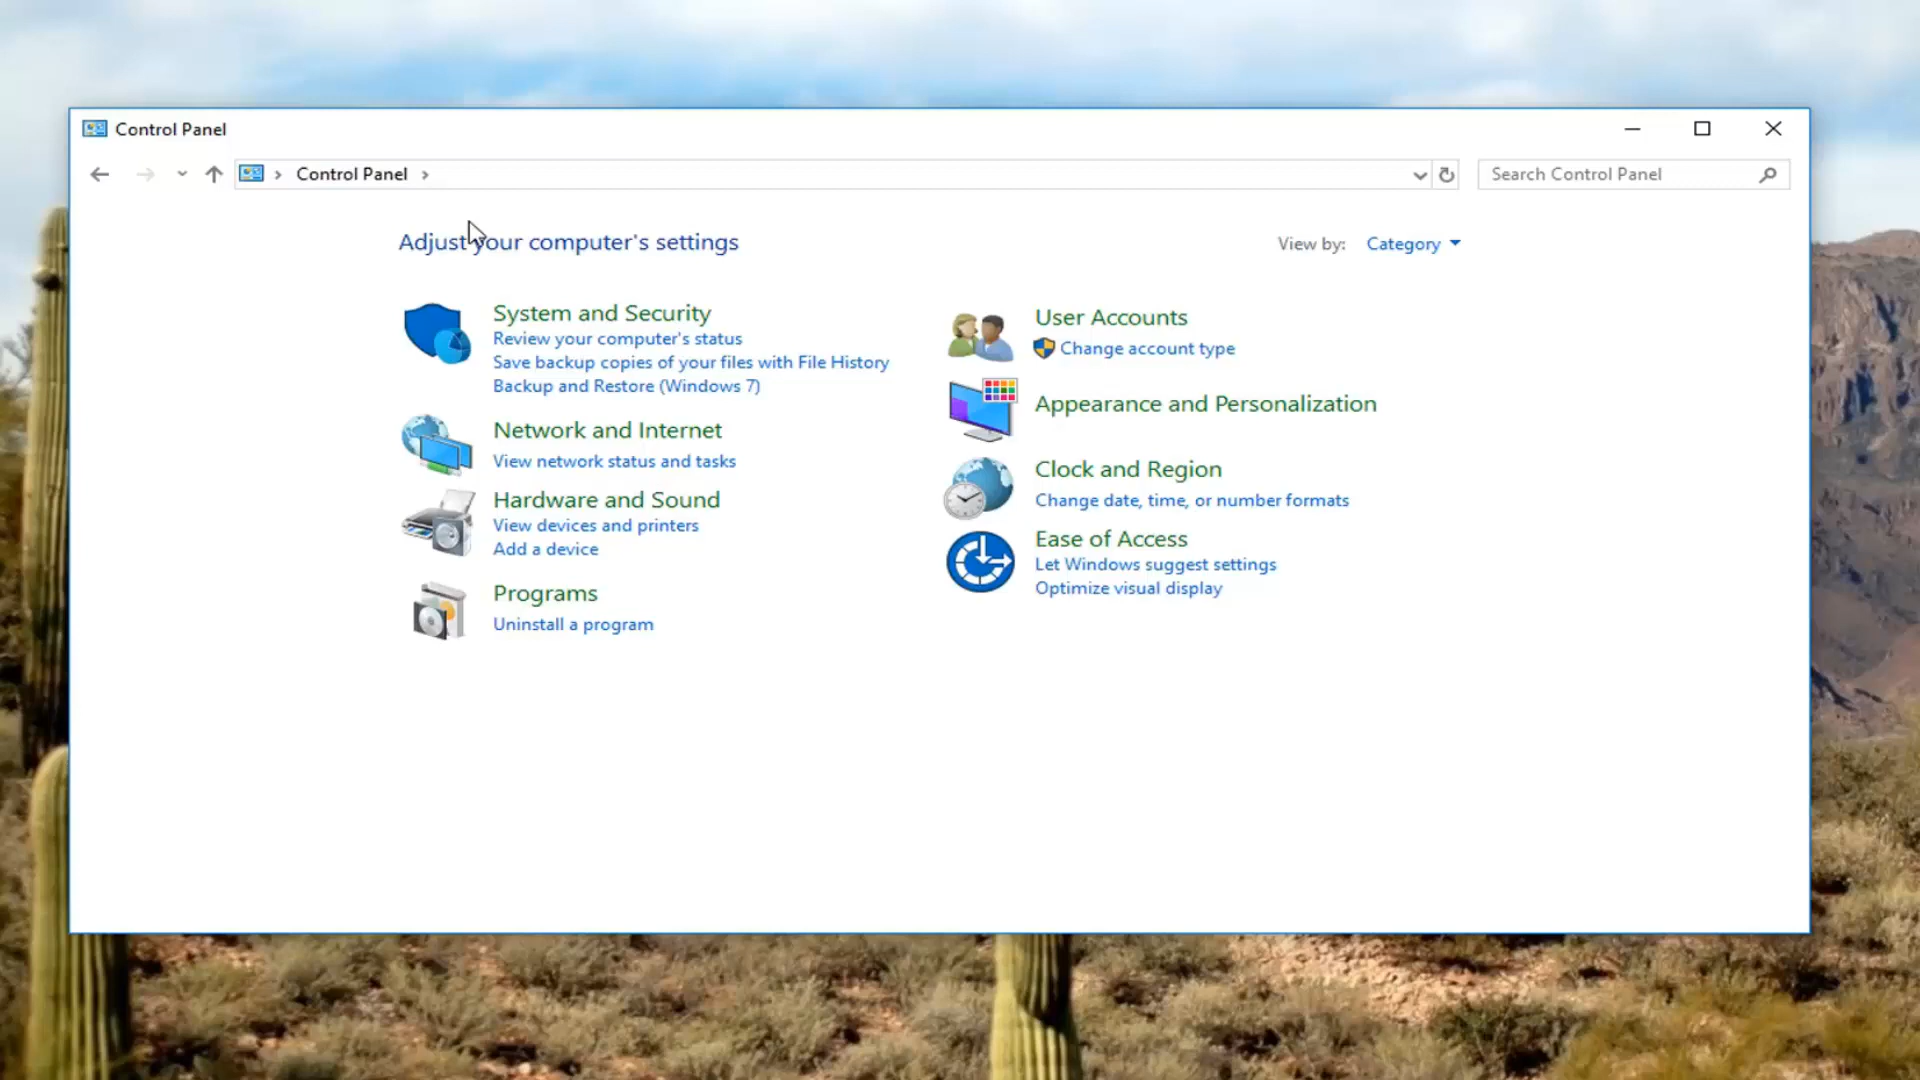 Control Panel
Control Panel
Search Control Panel
Adjust your computer's settings
View by: Category
System and Security
Review your computer's status
Save backup copies of your files with File History
Backup and Restore (Windows 7)
Network and Internet
View network status and tasks
Hardware and Sound
View devices and printers
Add a device
Programs
Uninstall a program
User Accounts
Change account type
Appearance and Personalization
Clock and Region
Change date, time, or number formats
Ease of Access
Let Windows suggest settings
Optimize visual display